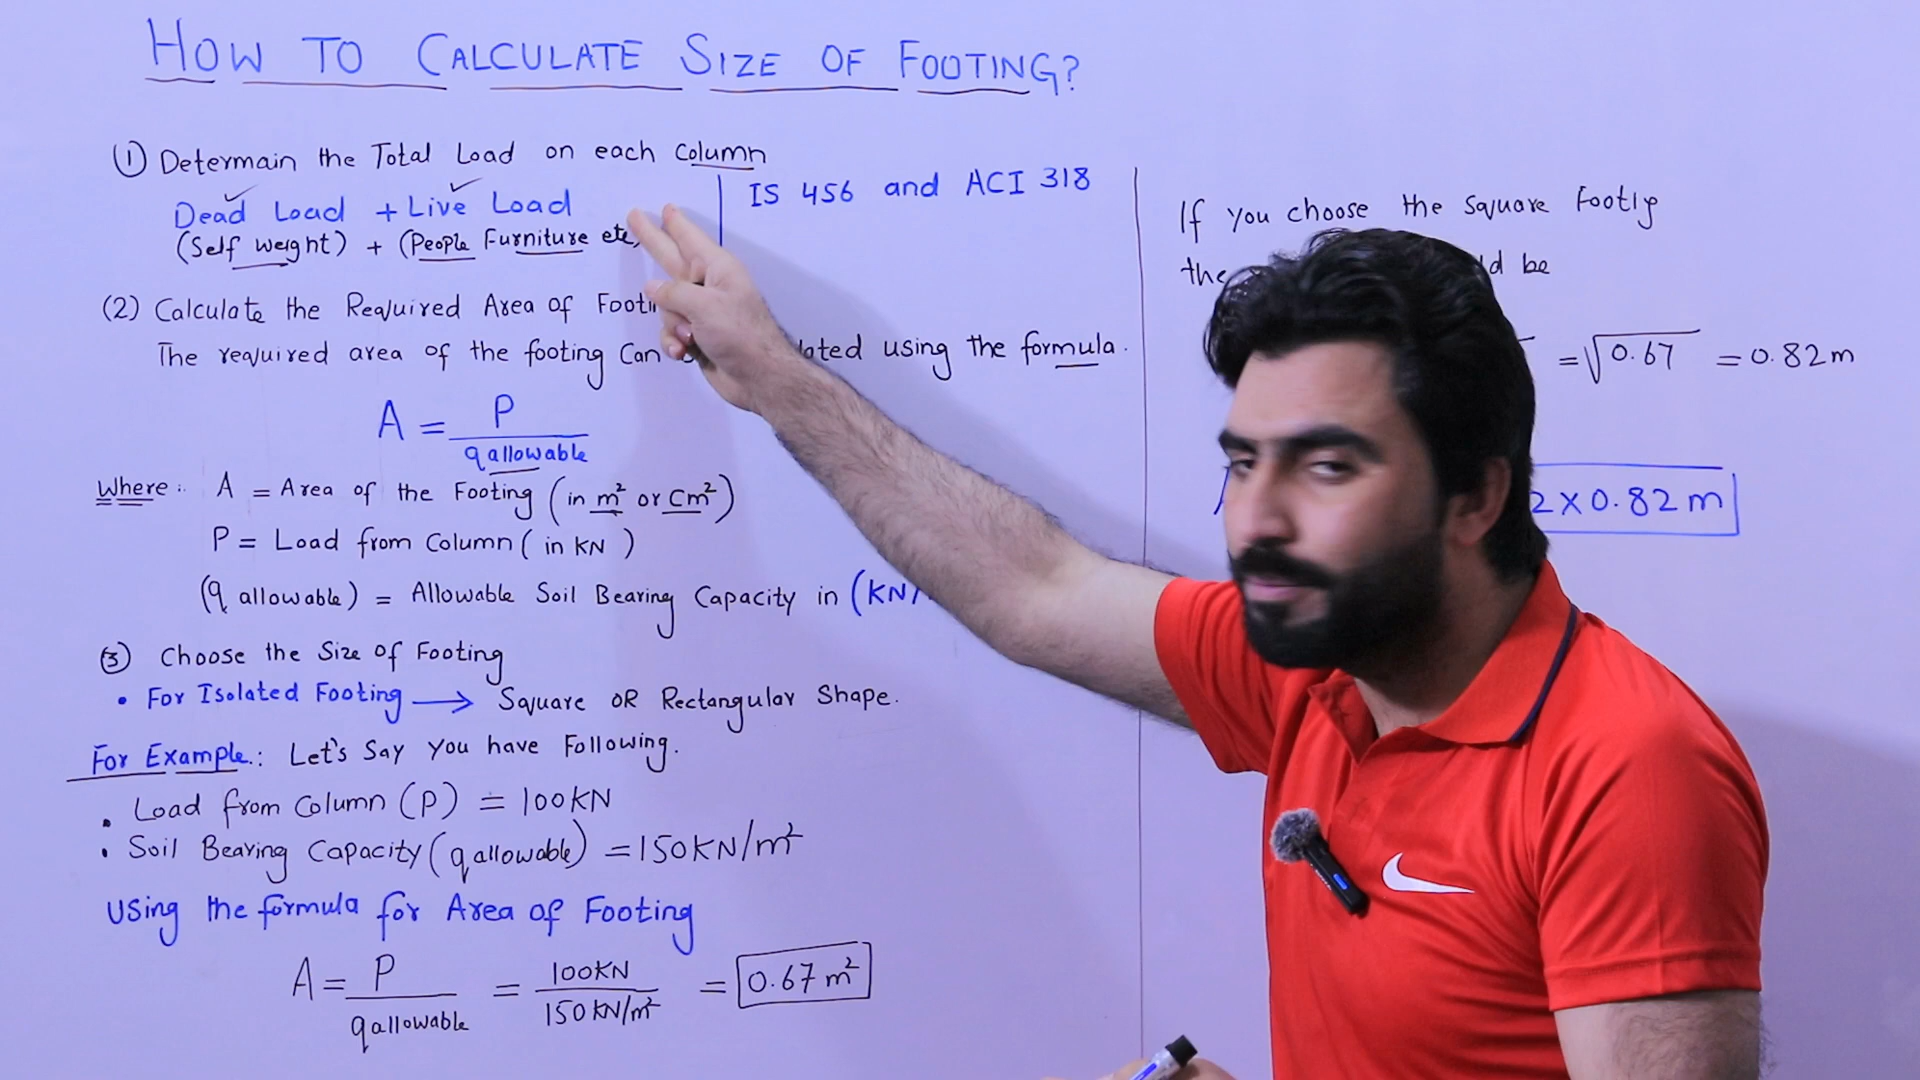 HOW TO CALCULATE SIZE OF FOOTING?
① Determain the Total Load on each Column
Dead Load + Live Load
(Self weight) + (People Furniture etc
(2) Calculate the Required Area of
The required area of the footing Can using the formula.
A = P
q allowable
Where:. A = Area of the Footing (in m² or Cm²)
P = Load from Column (in KN)
(q allowable) = Allowable Soil Bearing Capacity in (KN/
③ Choose the Size of Footing
• For Isolated Footing → Square OR Rectangular Shape.
For Example.: Let's Say you have Following.
• Load from Column (P) = 100KN
• Soil Bearing Capacity (q allowable) = 150KN/m²
Using the formula for Area of Footing
A = P = 100KN = 0.67 m²
q allowable 150KN/m²
IS 456 and ACI 318
If you choose the Square Footig
the be
= √0.67 = 0.82m
2 X 0.82 m